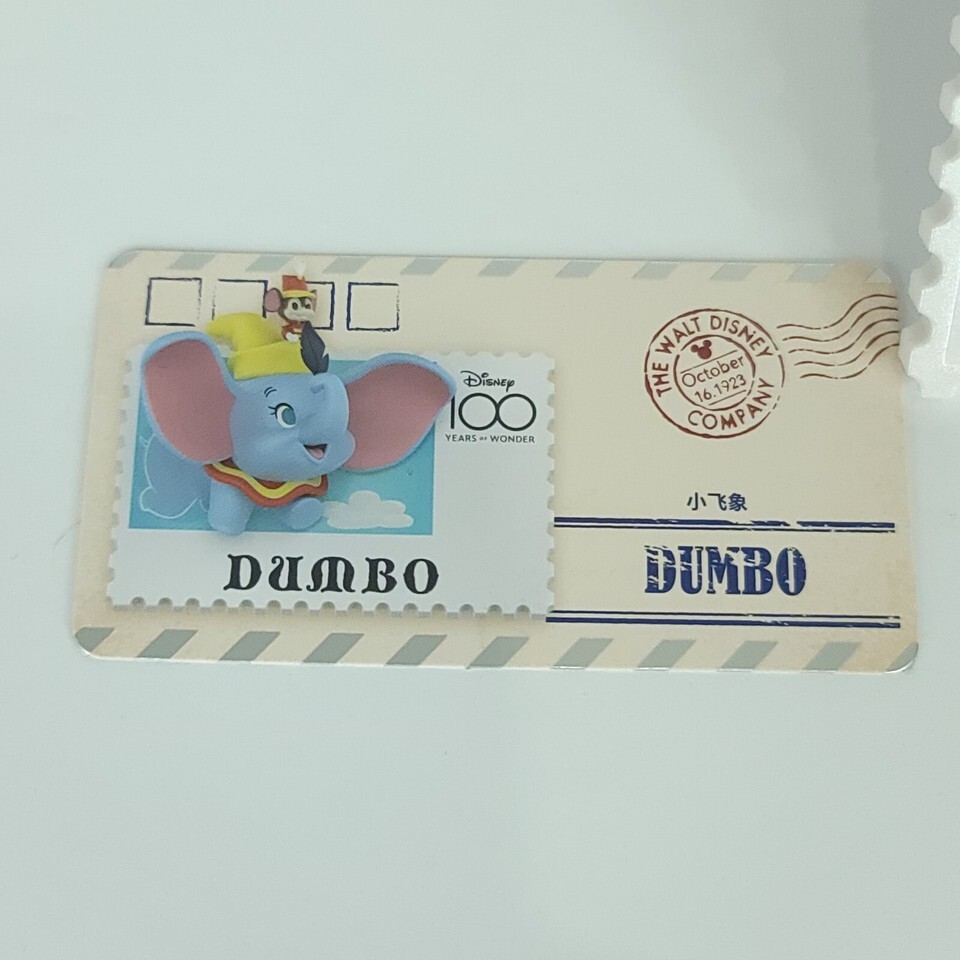 Disney
100
YEARS OF WONDER
DUMBO
THE WALT DISNEY
October
16.1923
COMPANY
小飞象
DUMBO